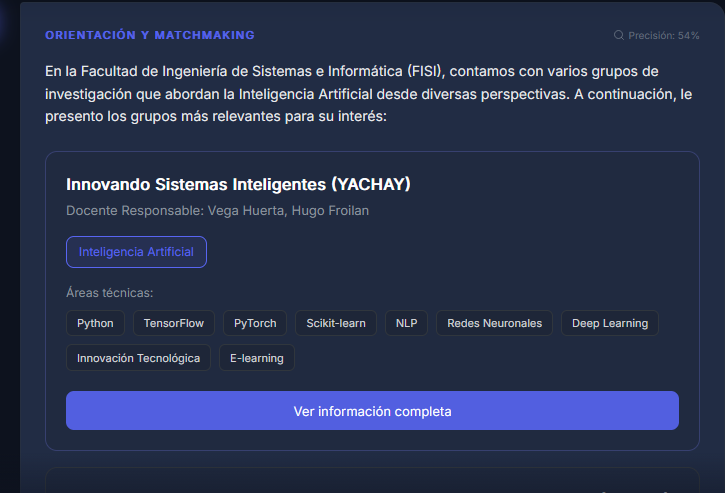 ORIENTACIÓN Y MATCHMAKING
Precisión: 54%
En la Facultad de Ingeniería de Sistemas e Informática (FISI), contamos con varios grupos de
investigación que abordan la Inteligencia Artificial desde diversas perspectivas. A continuación, le
presento los grupos más relevantes para su interés:
Innovando Sistemas Inteligentes (YACHAY)
Docente Responsable: Vega Huerta, Hugo Froilan
Inteligencia Artificial
Áreas técnicas:
Python TensorFlow PyTorch Scikit-learn NLP Redes Neuronales Deep Learning
Innovación Tecnológica E-learning
Ver información completa